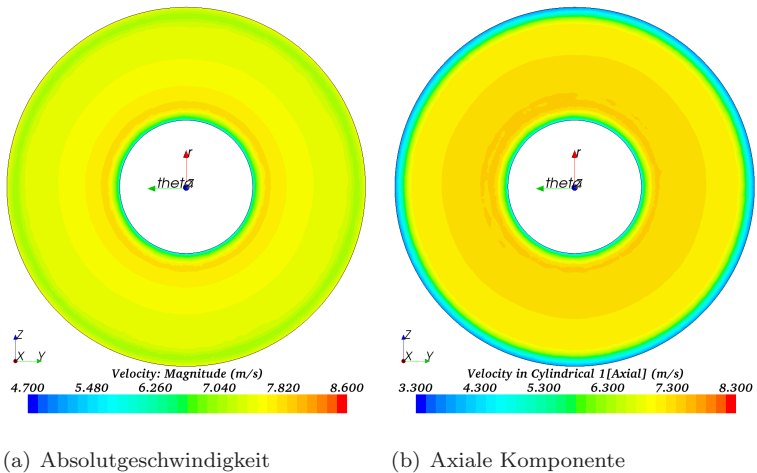 r
theta
Z
X Y
Velocity: Magnitude (m/s)
4.700 5.480 6.260 7.040 7.820 8.600
(a) Absolutgeschwindigkeit
r
theta
Z
X Y
Velocity in Cylindrical 1[Axial] (m/s)
3.300 4.300 5.300 6.300 7.300 8.300
(b) Axiale Komponente